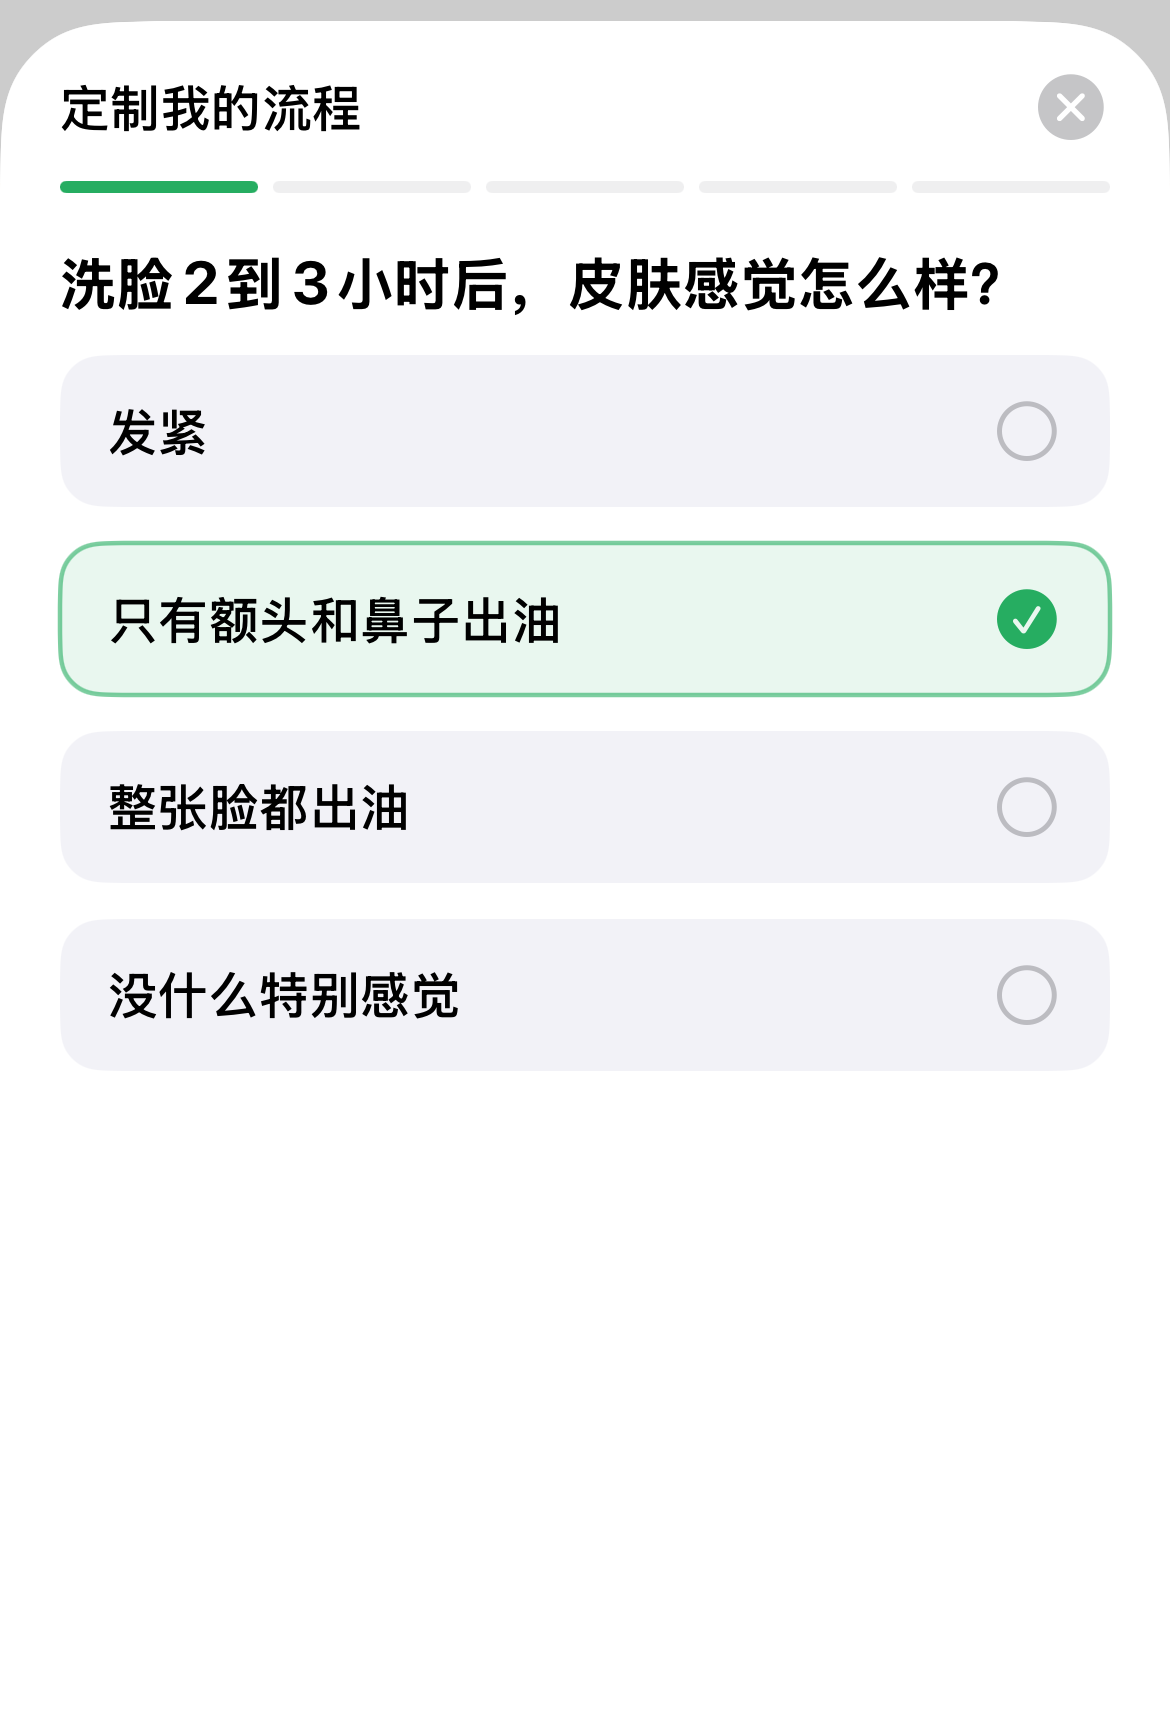 定制我的流程
洗脸2到3小时后，皮肤感觉怎么样?
发紧
只有额头和鼻子出油
整张脸都出油
没什么特别感觉